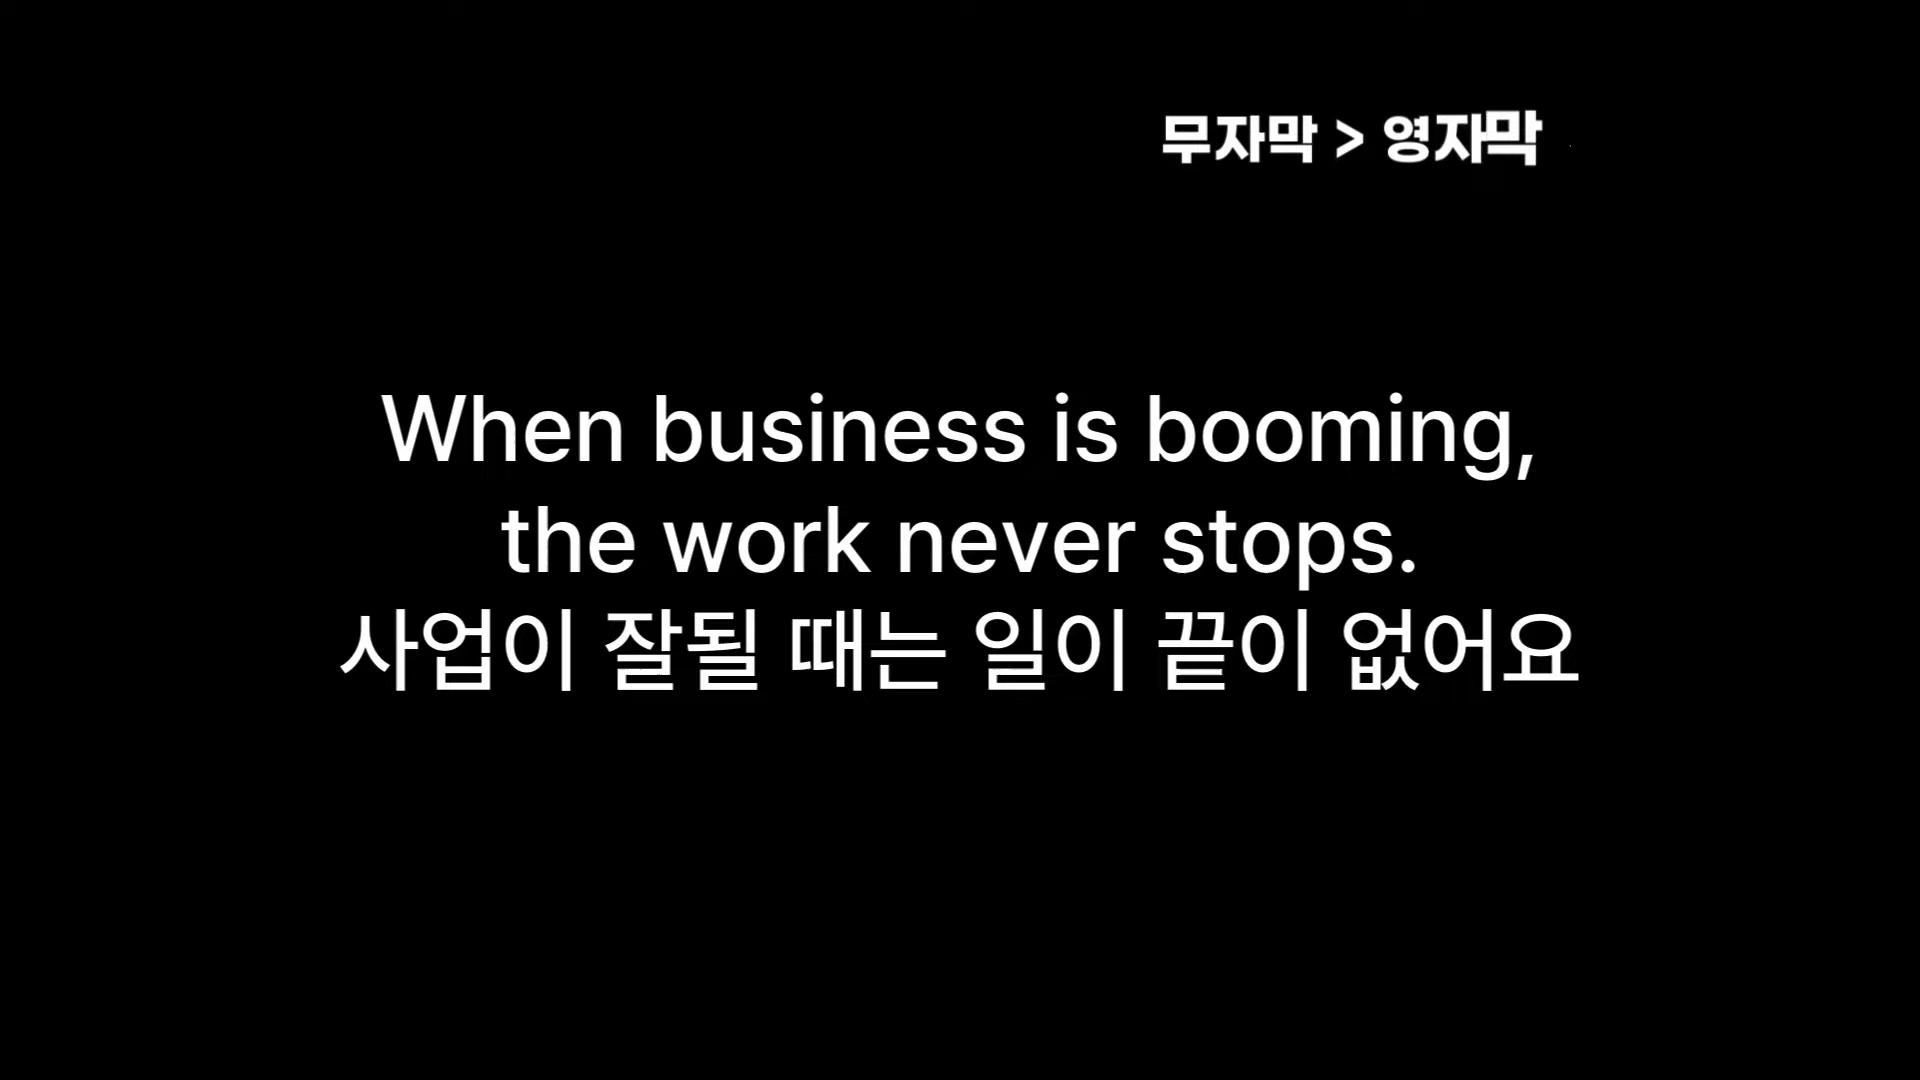 무자막 > 영자막
When business is booming,
the work never stops.
사업이 잘될 때는 일이 끝이 없어요